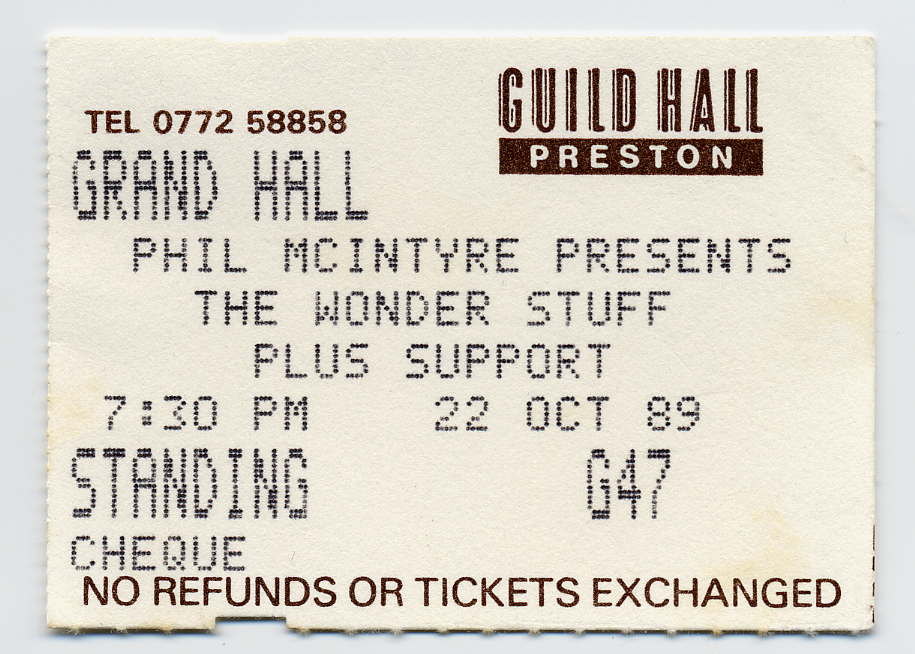 GUILD HALL
PRESTON
TEL 0772 58858
GRAND HALL
PHIL MCINTYRE PRESENTS
THE WONDER STUFF
PLUS SUPPORT
7:30 PM 22 OCT 89
STANDING G47
CHEQUE
NO REFUNDS OR TICKETS EXCHANGED